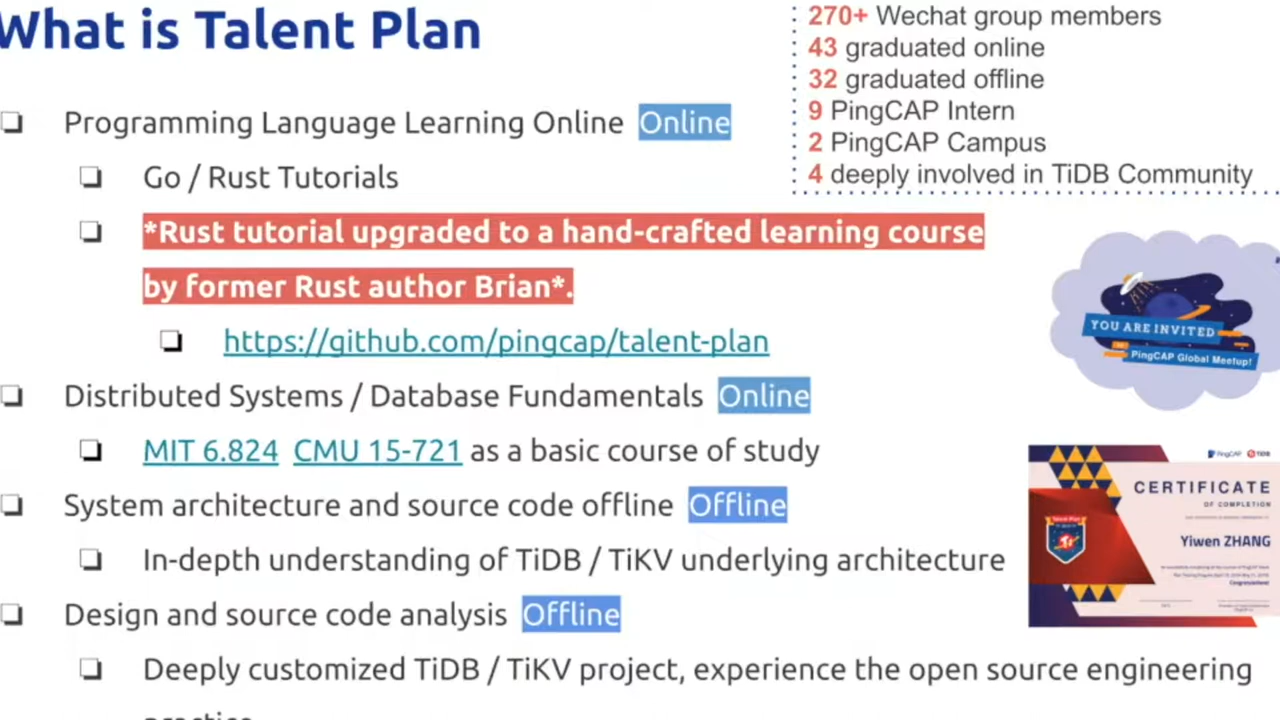 What is Talent Plan
270+ Wechat group members
43 graduated online
32 graduated offline
9 PingCAP Intern
2 PingCAP Campus
4 deeply involved in TiDB Community
Programming Language Learning Online Online
Go / Rust Tutorials
*Rust tutorial upgraded to a hand-crafted learning course
by former Rust author Brian*.
https://github.com/pingcap/talent-plan
Distributed Systems / Database Fundamentals Online
MIT 6.824 CMU 15-721 as a basic course of study
System architecture and source code offline Offline
In-depth understanding of TiDB / TiKV underlying architecture
Design and source code analysis Offline
Deeply customized TiDB / TiKV project, experience the open source engineering
practice
YOU ARE INVITED
PingCAP Global Meetup!
PingCAP TiDB
CERTIFICATE
OF COMPLETION
Yiwen ZHANG
Talent Plan